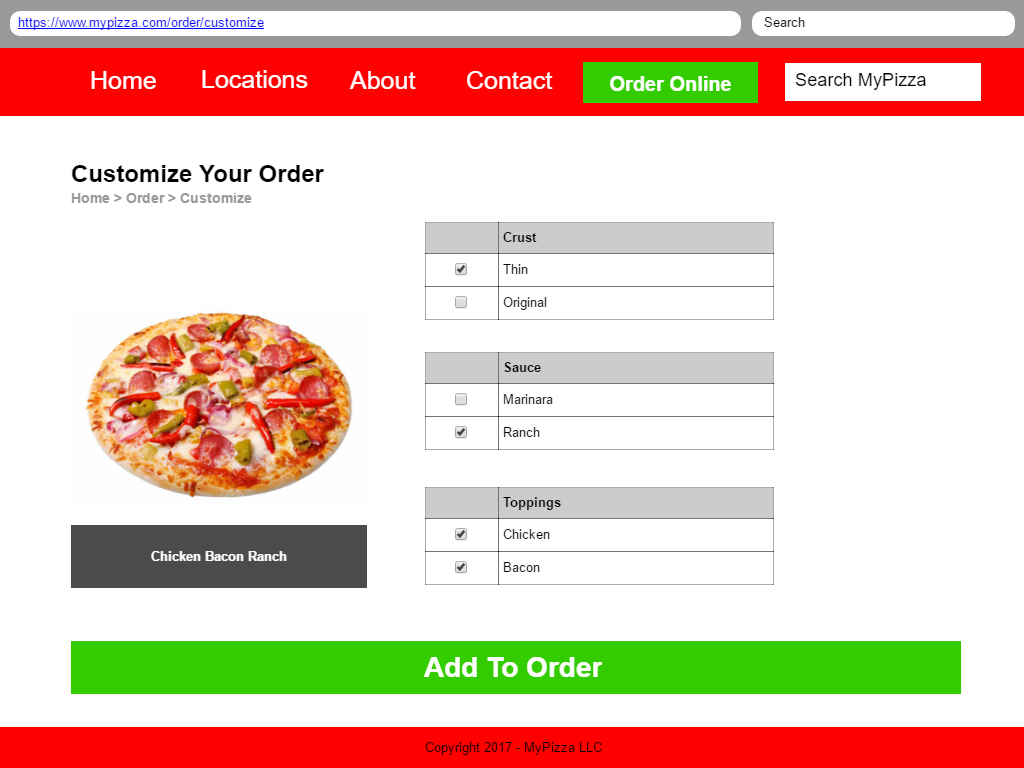 https://www.mypizza.com/order/customize Search
Home Locations About Contact Order Online Search MyPizza
Customize Your Order
Home > Order > Customize
Crust
Thin
Original
Sauce
Marinara
Ranch
Toppings
Chicken
Bacon
Chicken Bacon Ranch
Add To Order
Copyright 2017 - MyPizza LLC